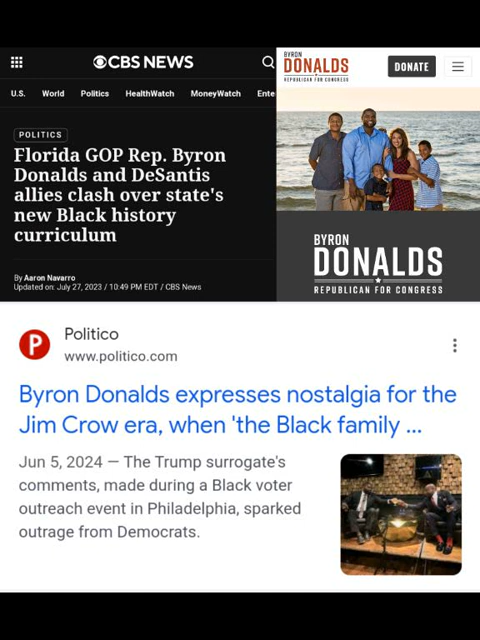 CBS NEWS
U.S. World Politics HealthWatch MoneyWatch Ente
POLITICS
Florida GOP Rep. Byron
Donalds and DeSantis
allies clash over state's
new Black history
curriculum
By Aaron Navarro
Updated on: July 27, 2023 / 10:49 PM EDT / CBS News
BYRON
DONALDS
REPUBLICAN FOR CONGRESS
DONATE
BYRON
DONALDS
REPUBLICAN FOR CONGRESS
P
Politico
www.politico.com
Byron Donalds expresses nostalgia for the
Jim Crow era, when 'the Black family ...
Jun 5, 2024 — The Trump surrogate's
comments, made during a Black voter
outreach event in Philadelphia, sparked
outrage from Democrats.